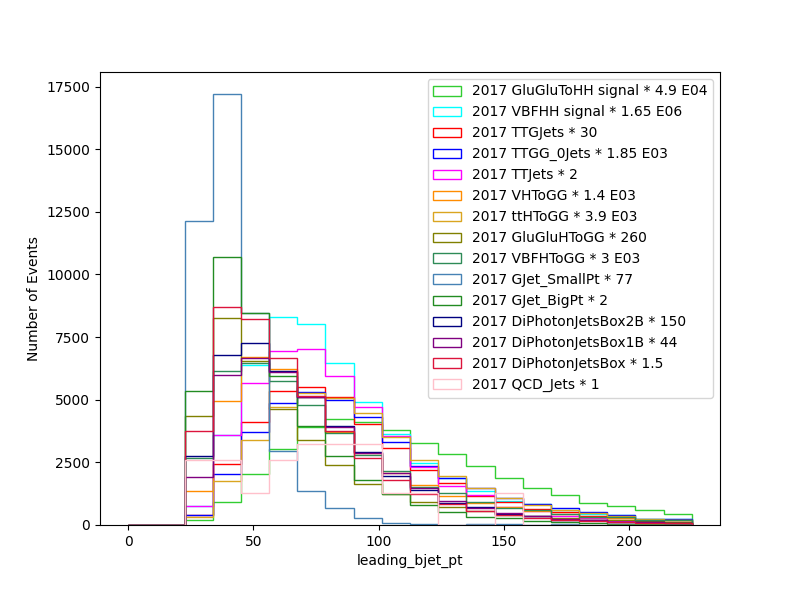 17500
15000
12500
10000
7500
5000
2500
0
Number of Events
0
50
100
150
200
leading_bjet_pt
2017 GluGluToHH signal * 4.9 E04
2017 VBFHH signal * 1.65 E06
2017 TTGJets * 30
2017 TTGG_0Jets * 1.85 E03
2017 TTJets * 2
2017 VHToGG * 1.4 E03
2017 ttHToGG * 3.9 E03
2017 GluGluHToGG * 260
2017 VBFHToGG * 3 E03
2017 GJet_SmallPt * 77
2017 GJet_BigPt * 2
2017 DiPhotonJetsBox2B * 150
2017 DiPhotonJetsBox1B * 44
2017 DiPhotonJetsBox * 1.5
2017 QCD_Jets * 1